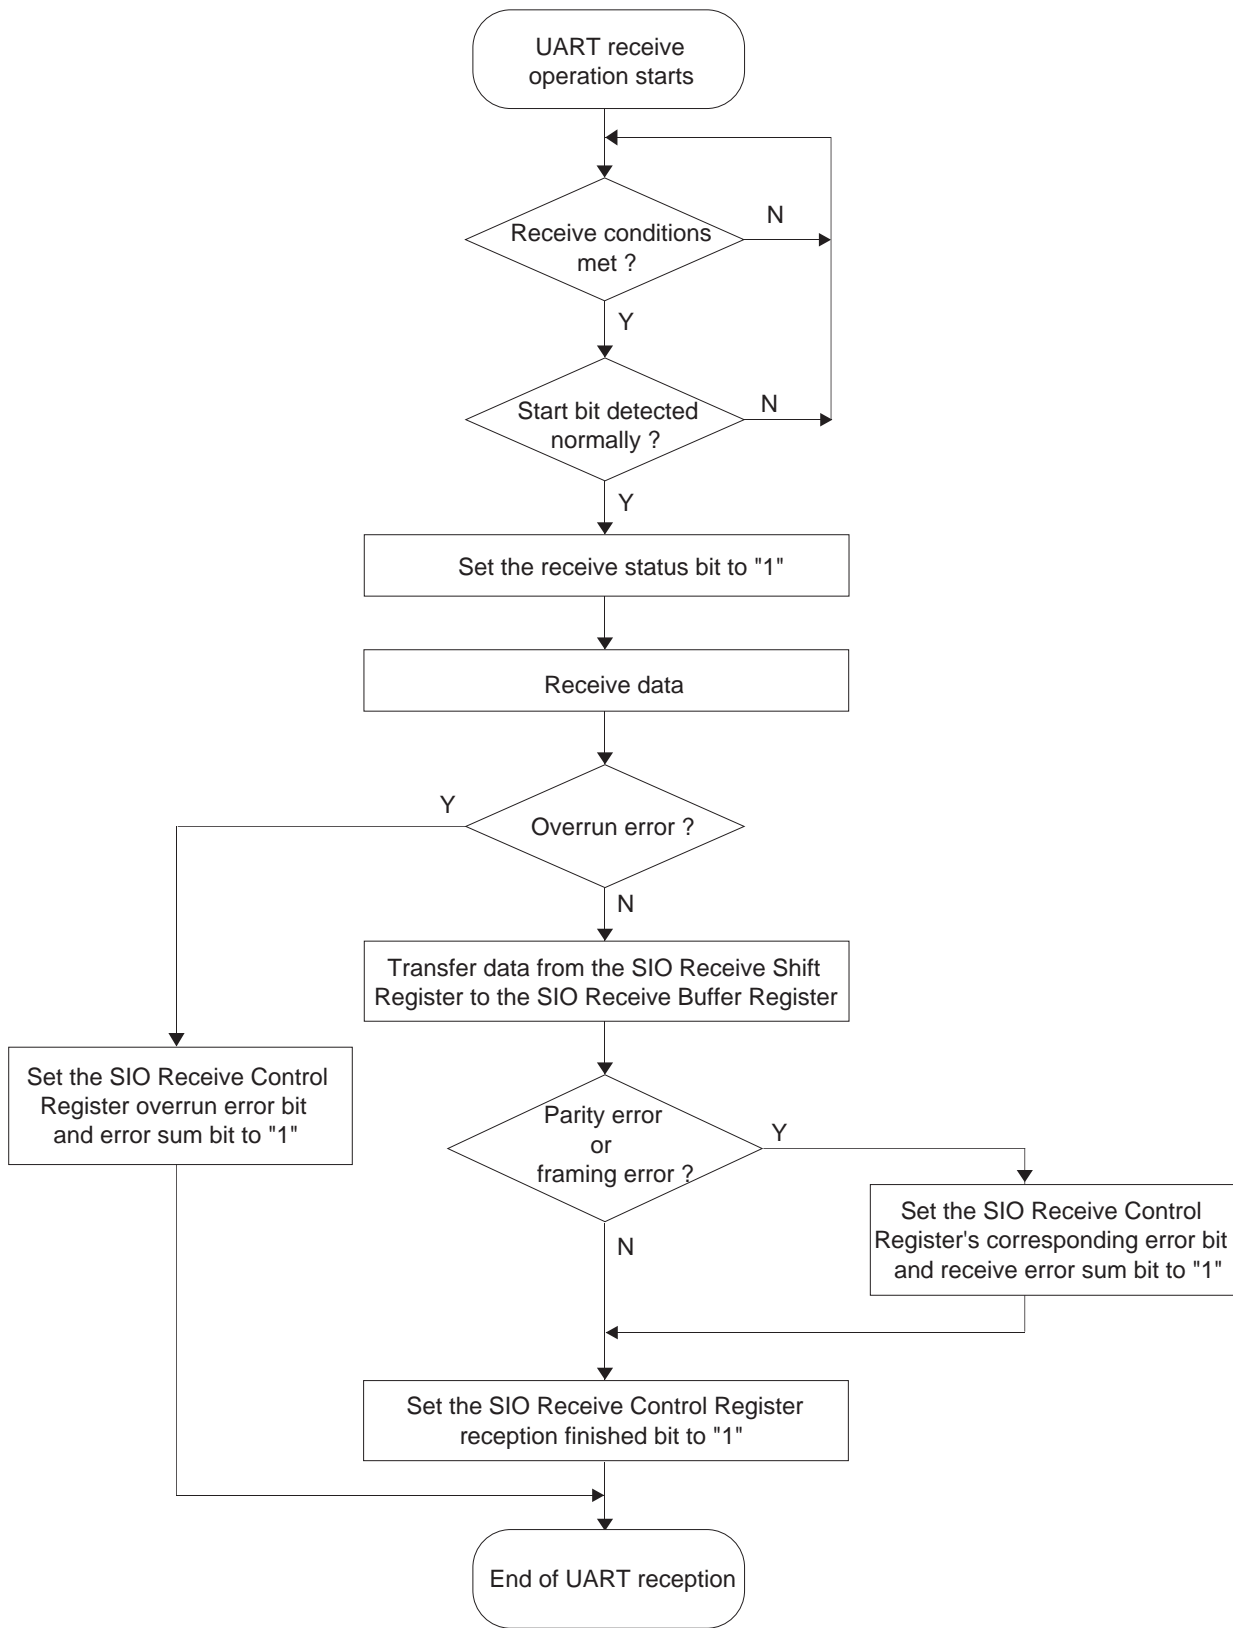 UART receive
operation starts
N
Receive conditions
met ?
Y
N
Start bit detected
normally ?
Y
Set the receive status bit to "1"
Receive data
Y
Overrun error ?
N
Transfer data from the SIO Receive Shift
Register to the SIO Receive Buffer Register
Set the SIO Receive Control
Register overrun error bit
and error sum bit to "1"
Parity error
or
framing error ?
Y
Set the SIO Receive Control
Register's corresponding error bit
and receive error sum bit to "1"
N
Set the SIO Receive Control Register
reception finished bit to "1"
End of UART reception